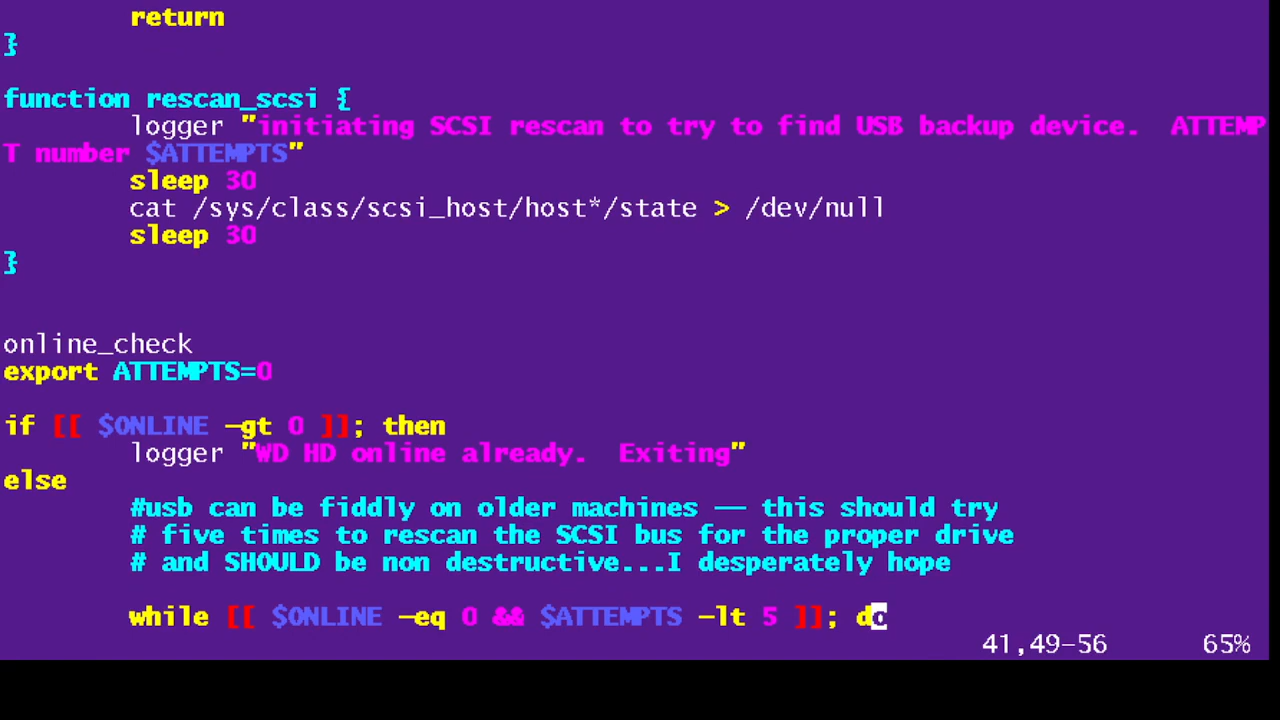 return
}
function rescan_scsi {
logger "initiating SCSI rescan to try to find USB backup device.  ATTEMP
T number $ATTEMPTS"
sleep 30
cat /sys/class/scsi_host/host*/state > /dev/null
sleep 30
}
online_check
export ATTEMPTS=0
if [[ $ONLINE -gt 0 ]]; then
logger "WD HD online already.  Exiting"
else
#usb can be fiddly on older machines -- this should try
# five times to rescan the SCSI bus for the proper drive
# and SHOULD be non destructive...I desperately hope
while [[ $ONLINE -eq 0 && $ATTEMPTS -lt 5 ]]; do
41,49-56 65%